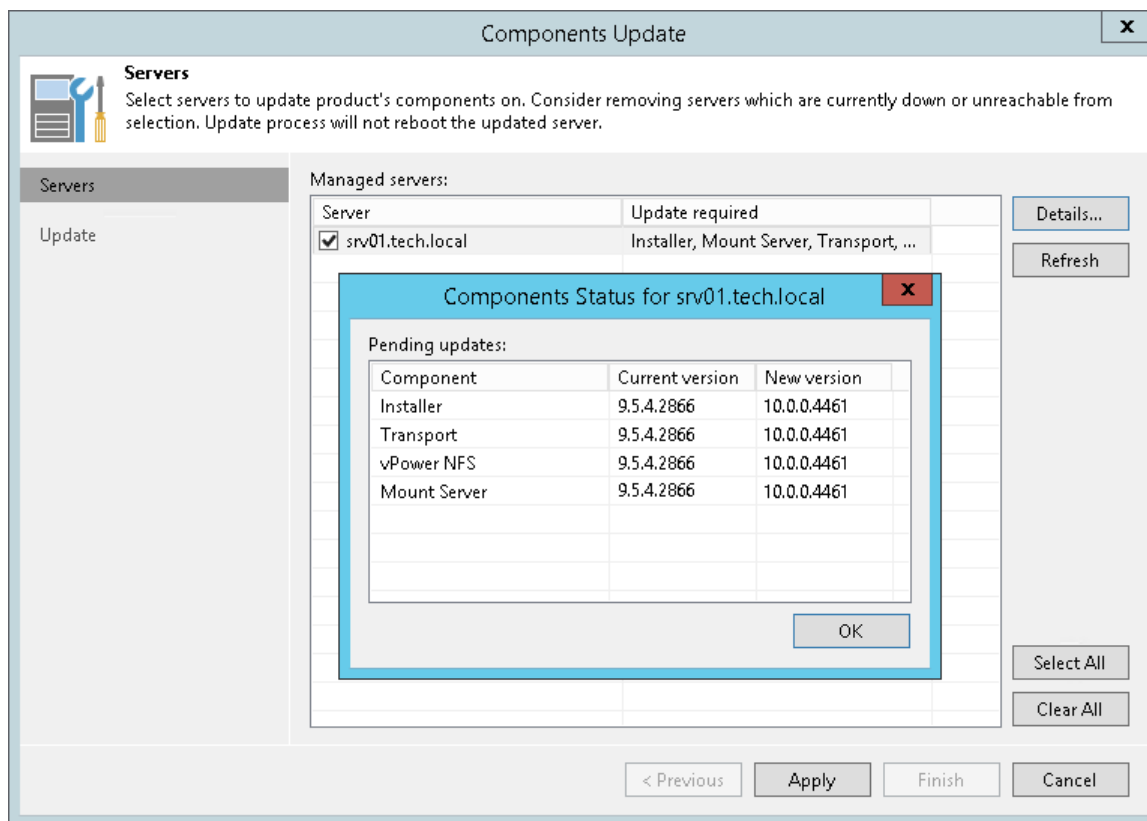 Components Update
x
Servers
Select servers to update product's components on. Consider removing servers which are currently down or unreachable from
selection. Update process will not reboot the updated server.
Servers
Update
Managed servers:
Server Update required
srv01.tech.local Installer, Mount Server, Transport, ...
Details...
Refresh
Components Status for srv01.tech.local
x
Pending updates:
Component Current version New version
Installer 9.5.4.2866 10.0.0.4461
Transport 9.5.4.2866 10.0.0.4461
vPower NFS 9.5.4.2866 10.0.0.4461
Mount Server 9.5.4.2866 10.0.0.4461
OK
Select All
Clear All
< Previous Apply Finish Cancel